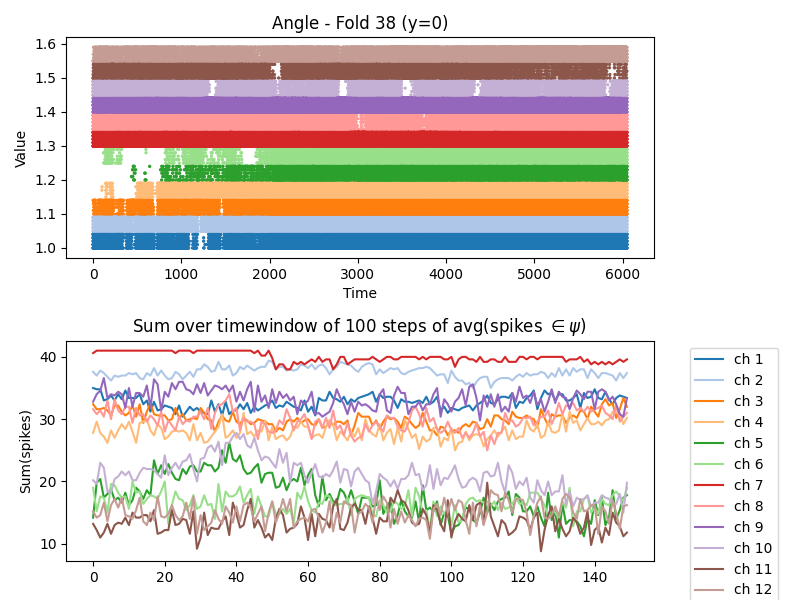 Angle - Fold 38 (y=0)
1.6
1.5
1.4
1.3
1.2
1.1
1.0
Value
0 1000 2000 3000 4000 5000 6000
Time
Sum over timewindow of 100 steps of avg(spikes ∈ψ)
40
30
20
10
Sum(spikes)
0 20 40 60 80 100 120 140
ch 1
ch 2
ch 3
ch 4
ch 5
ch 6
ch 7
ch 8
ch 9
ch 10
ch 11
ch 12